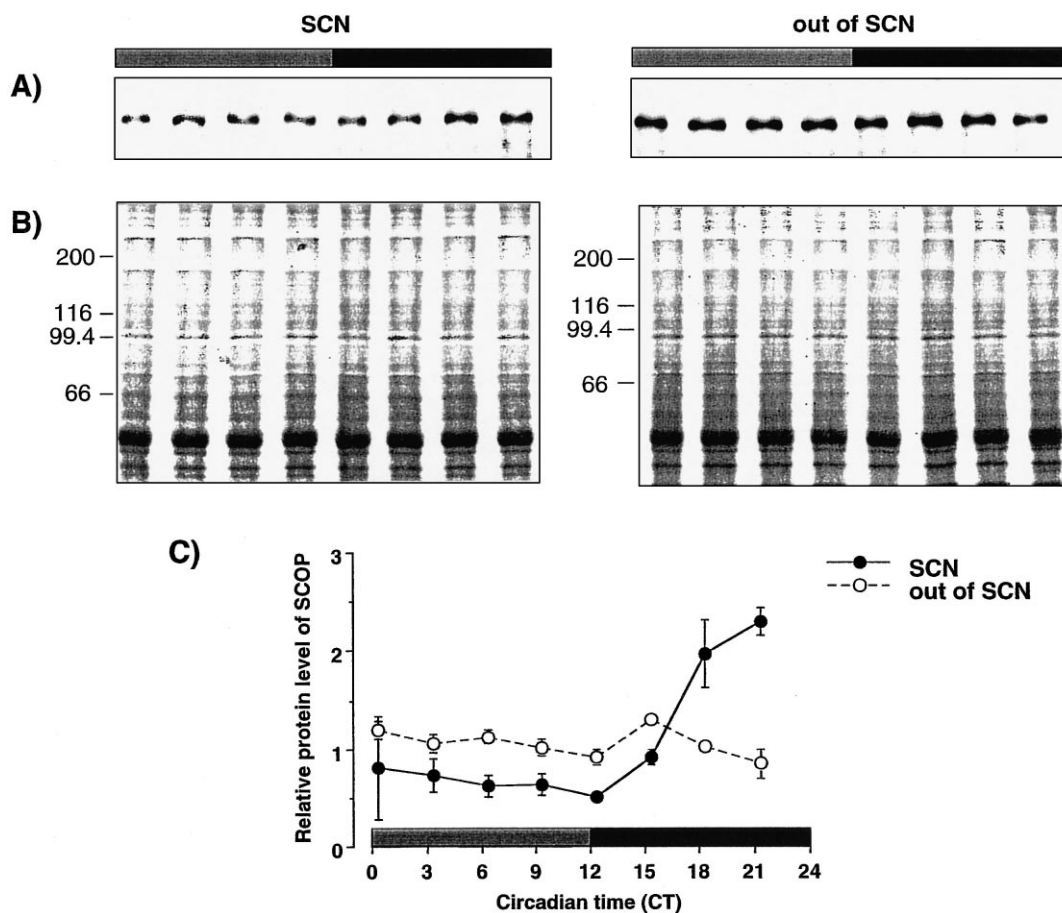 SCN
out of SCN
A)
B)
200
116
99.4
66
200
116
99.4
66
C)
Relative protein level of SCOP
3
2
1
0
SCN
out of SCN
0 3 6 9 12 15 18 21 24
Circadian time (CT)